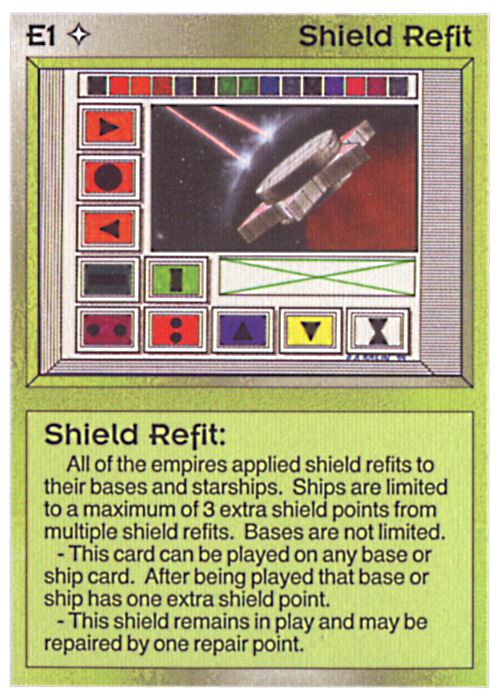 E1 ✧ Shield Refit
Shield Refit:
All of the empires applied shield refits to
their bases and starships. Ships are limited
to a maximum of 3 extra shield points from
multiple shield refits. Bases are not limited.
- This card can be played on any base or
ship card. After being played that base or
ship has one extra shield point.
- This shield remains in play and may be
repaired by one repair point.